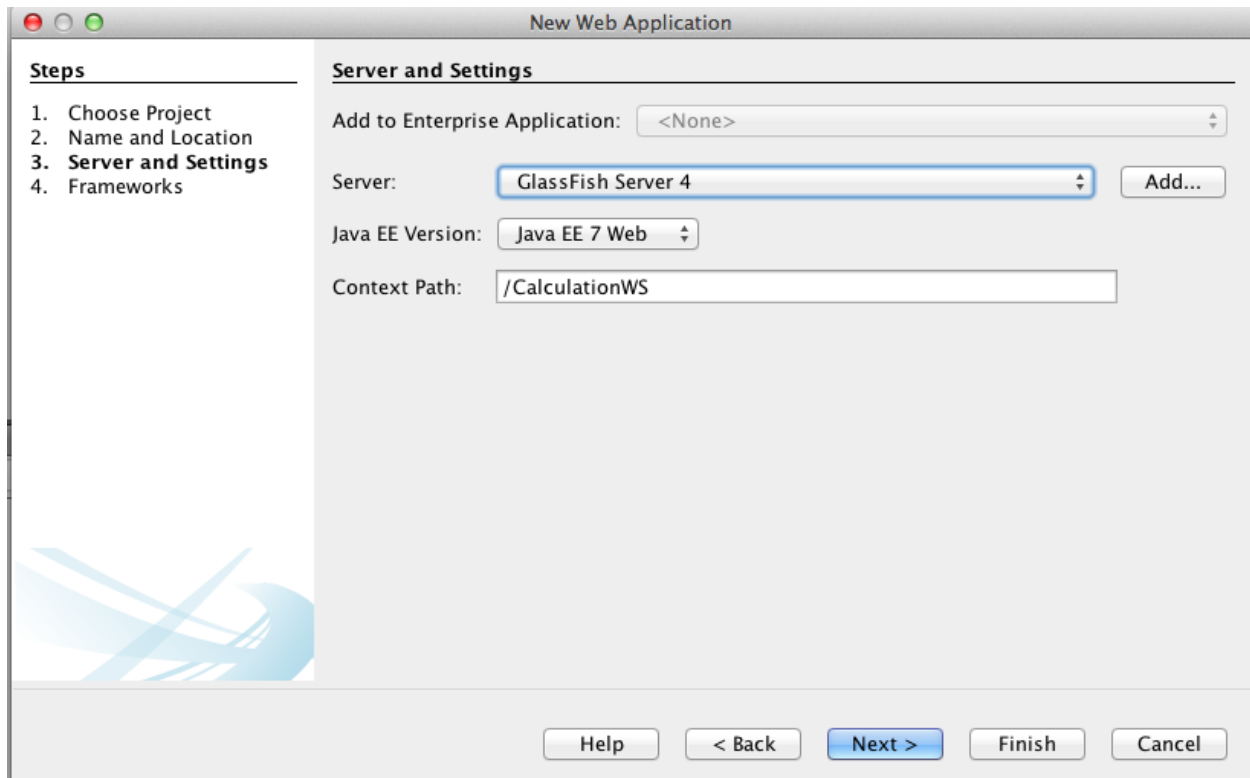 New Web Application
Steps
1. Choose Project
2. Name and Location
3. Server and Settings
4. Frameworks
Server and Settings
Add to Enterprise Application: <None>
Server: GlassFish Server 4 Add...
Java EE Version: Java EE 7 Web
Context Path: /CalculationWS
Help < Back Next > Finish Cancel